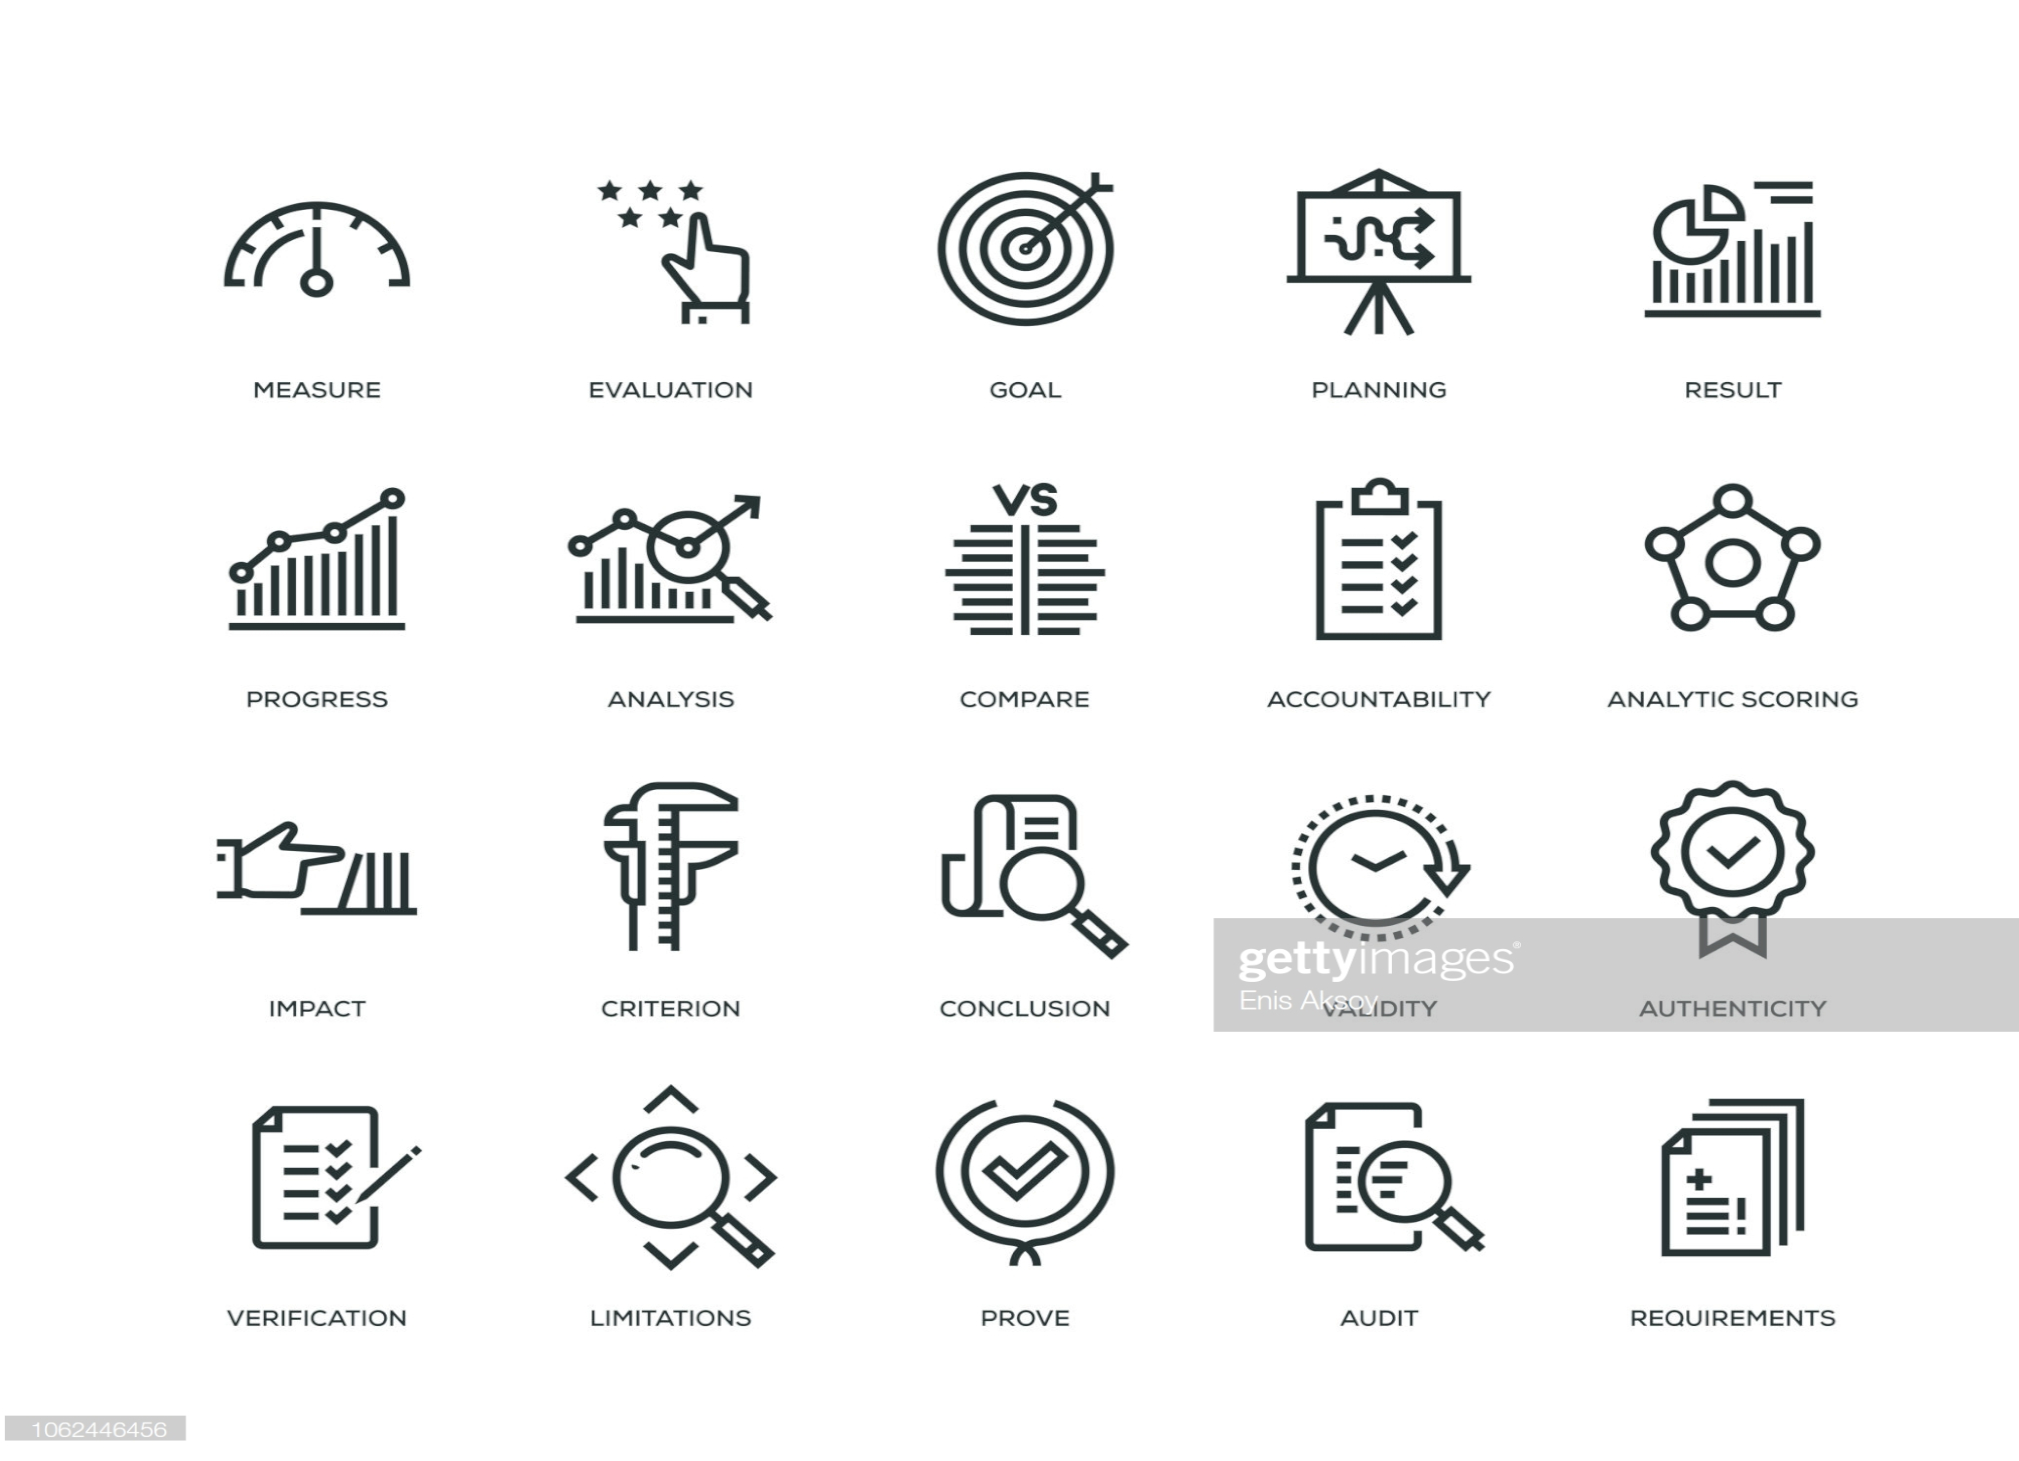 MEASURE
EVALUATION
GOAL
PLANNING
RESULT
VS
PROGRESS
ANALYSIS
COMPARE
ACCOUNTABILITY
ANALYTIC SCORING
IMPACT
CRITERION
CONCLUSION
gettyimages®
Enis Aksoy
VALIDITY
AUTHENTICITY
VERIFICATION
LIMITATIONS
PROVE
AUDIT
REQUIREMENTS
1062446456